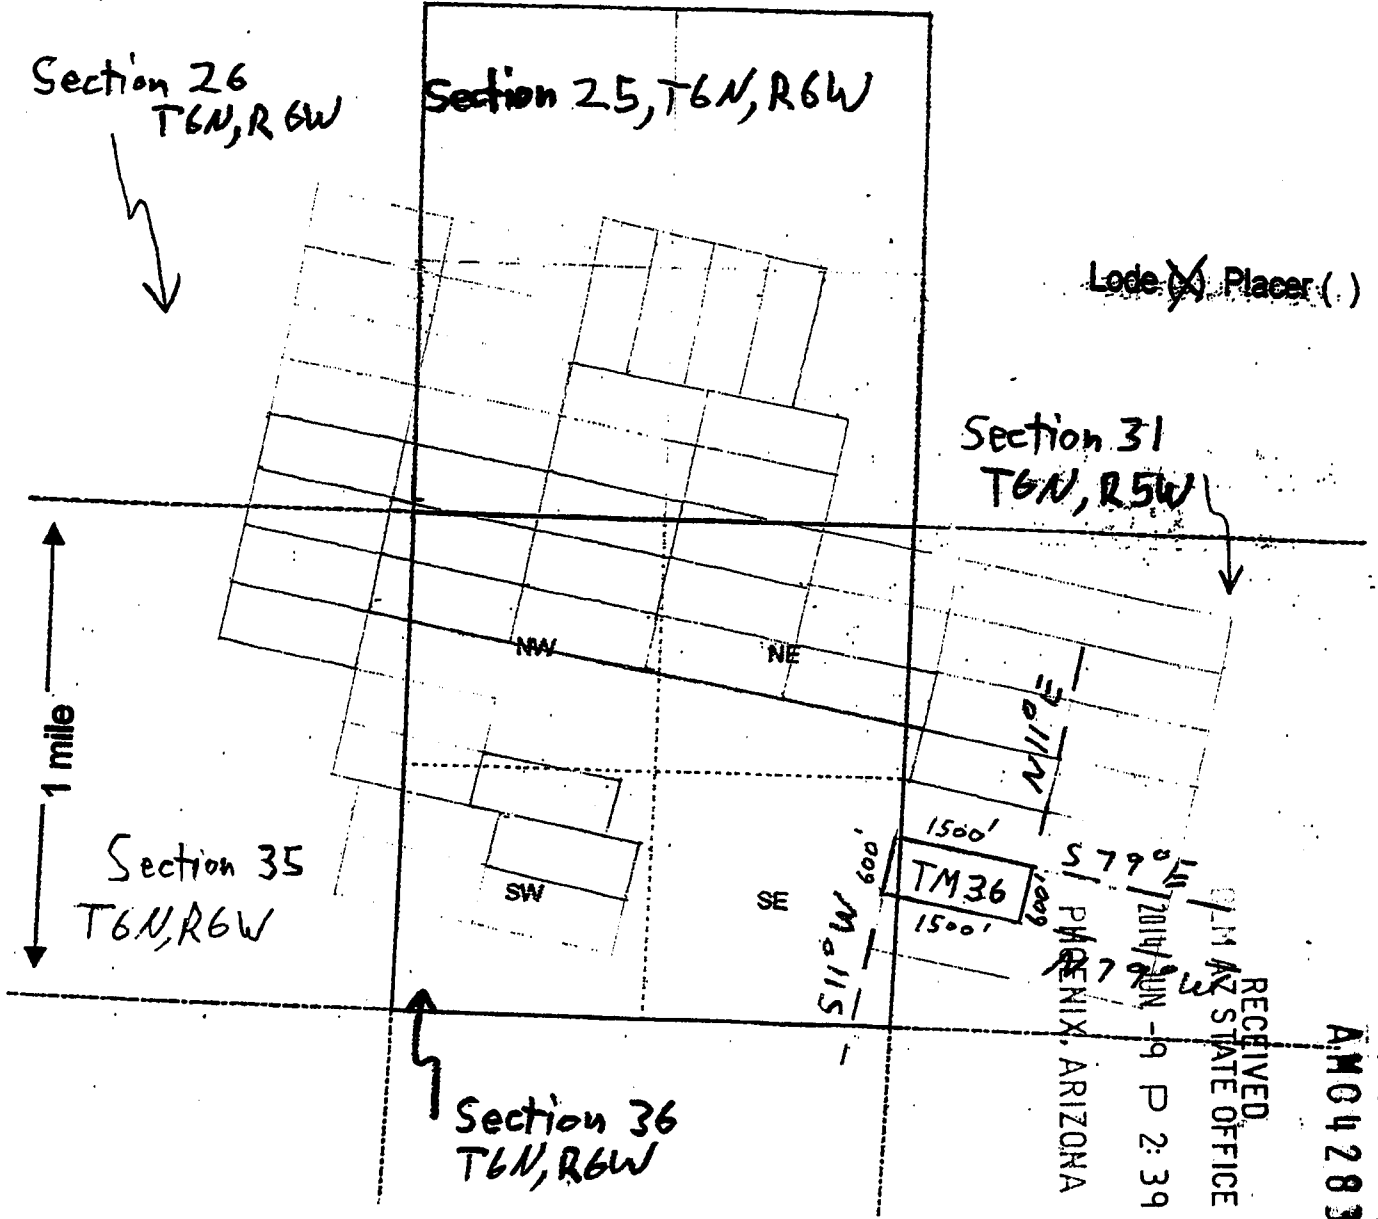 Section 26
T6N, R6W
Section 25, T6N, R6W
Lode (X) Placer ( )
Section 31
T6N, R5W
NW
NE
N11°E
1 mile
1500'
600'
TM36
600'
1500'
S79°E
N79°W
S11°W
Section 35
T6N, R6W
SW
SE
Section 36
T6N, R6W
RECEIVED
BLM AZ STATE OFFICE
2014 JUN -9 P 2:39
PHOENIX, ARIZONA